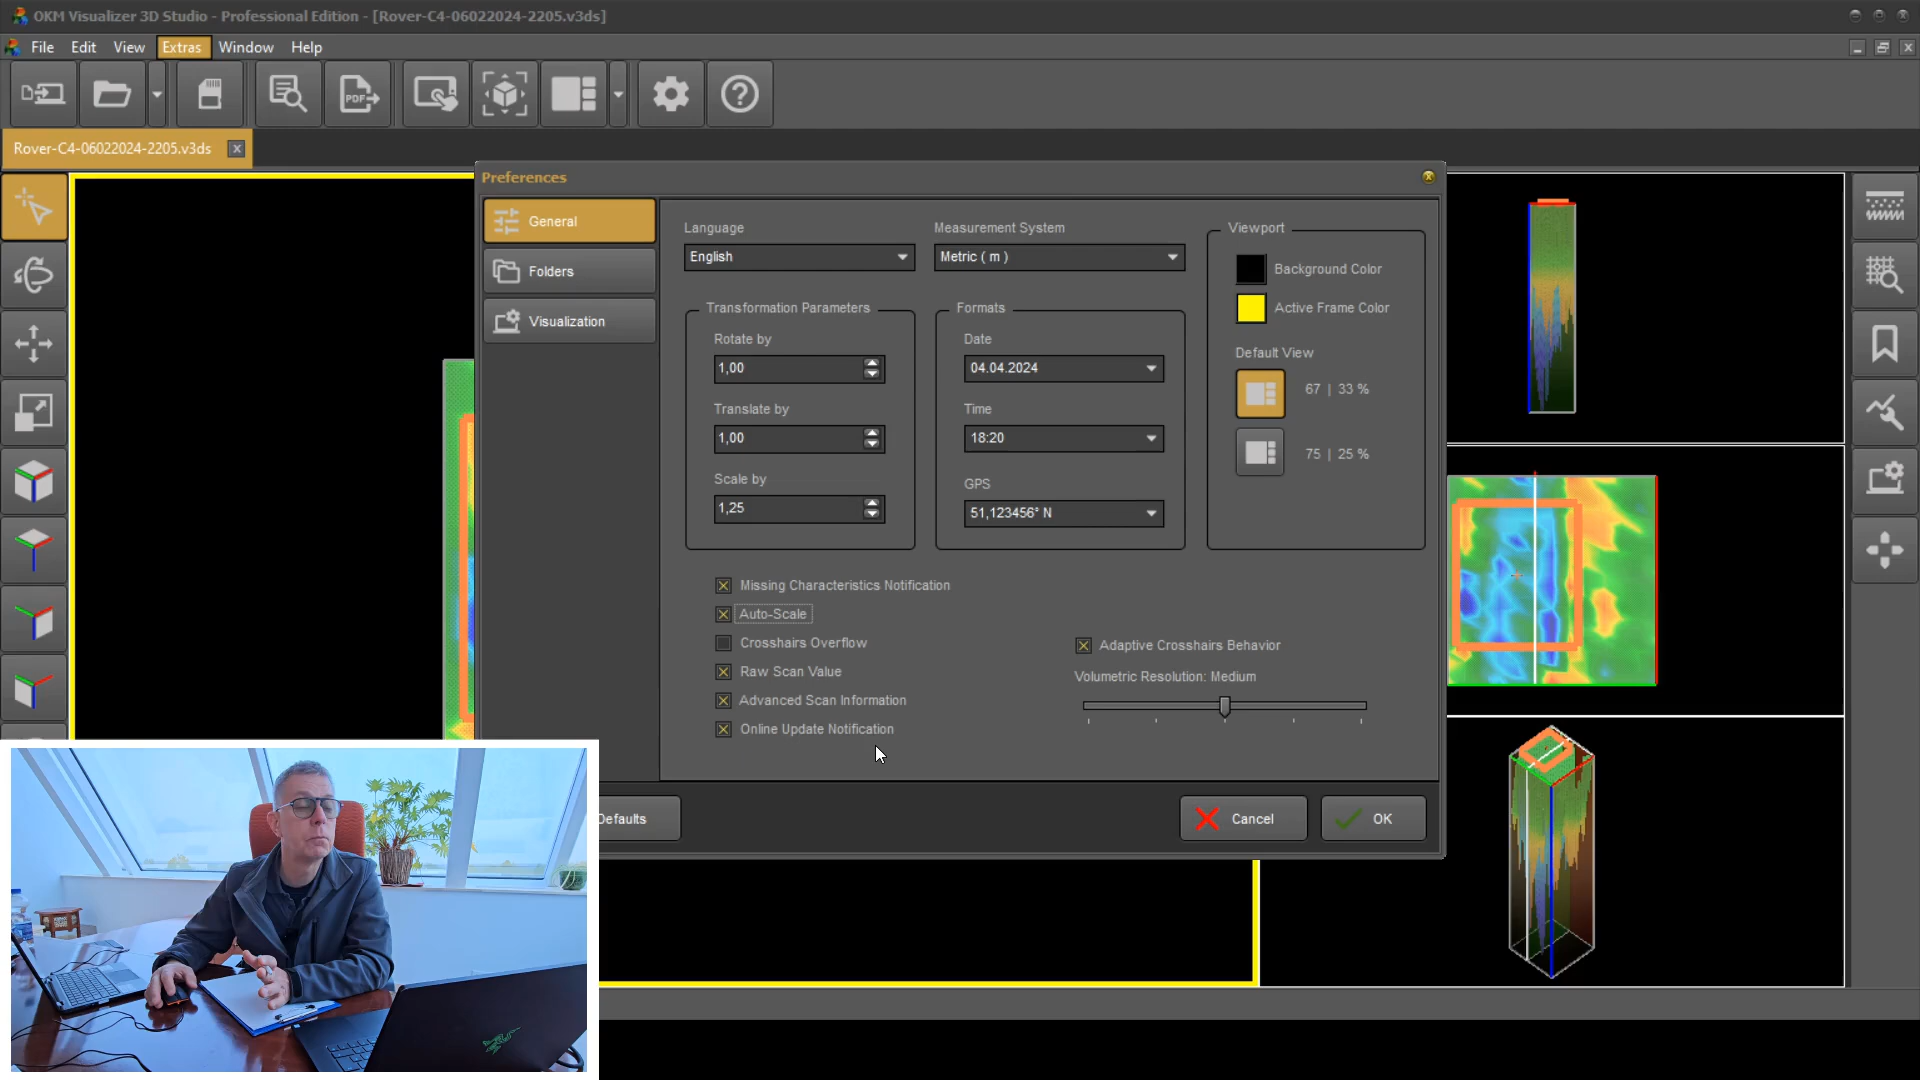 OKM Visualizer 3D Studio - Professional Edition - [Rover-C4-06022024-2205.v3ds]
File Edit View Extras Window Help
PDF
Rover-C4-06022024-2205.v3ds
Preferences
General
Folders
Visualization
Language
English
Measurement System
Metric ( m )
Transformation Parameters
Rotate by
1,00
Translate by
1,00
Scale by
1,25
Formats
Date
04.04.2024
Time
18:20
GPS
51,123456° N
Viewport
Background Color
Active Frame Color
Default View
67 | 33 %
75 | 25 %
Missing Characteristics Notification
Auto-Scale
Crosshairs Overflow
Raw Scan Value
Advanced Scan Information
Online Update Notification
Adaptive Crosshairs Behavior
Volumetric Resolution: Medium
Defaults
Cancel
OK